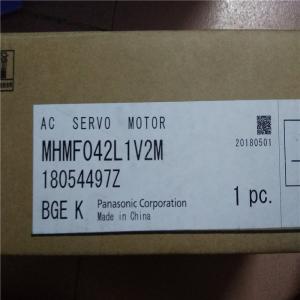 AC SERVO MOTOR
MHMF042L1V2M
20180501
18054497Z
1 pc.
BGE K
Panasonic Corporation
Made in China